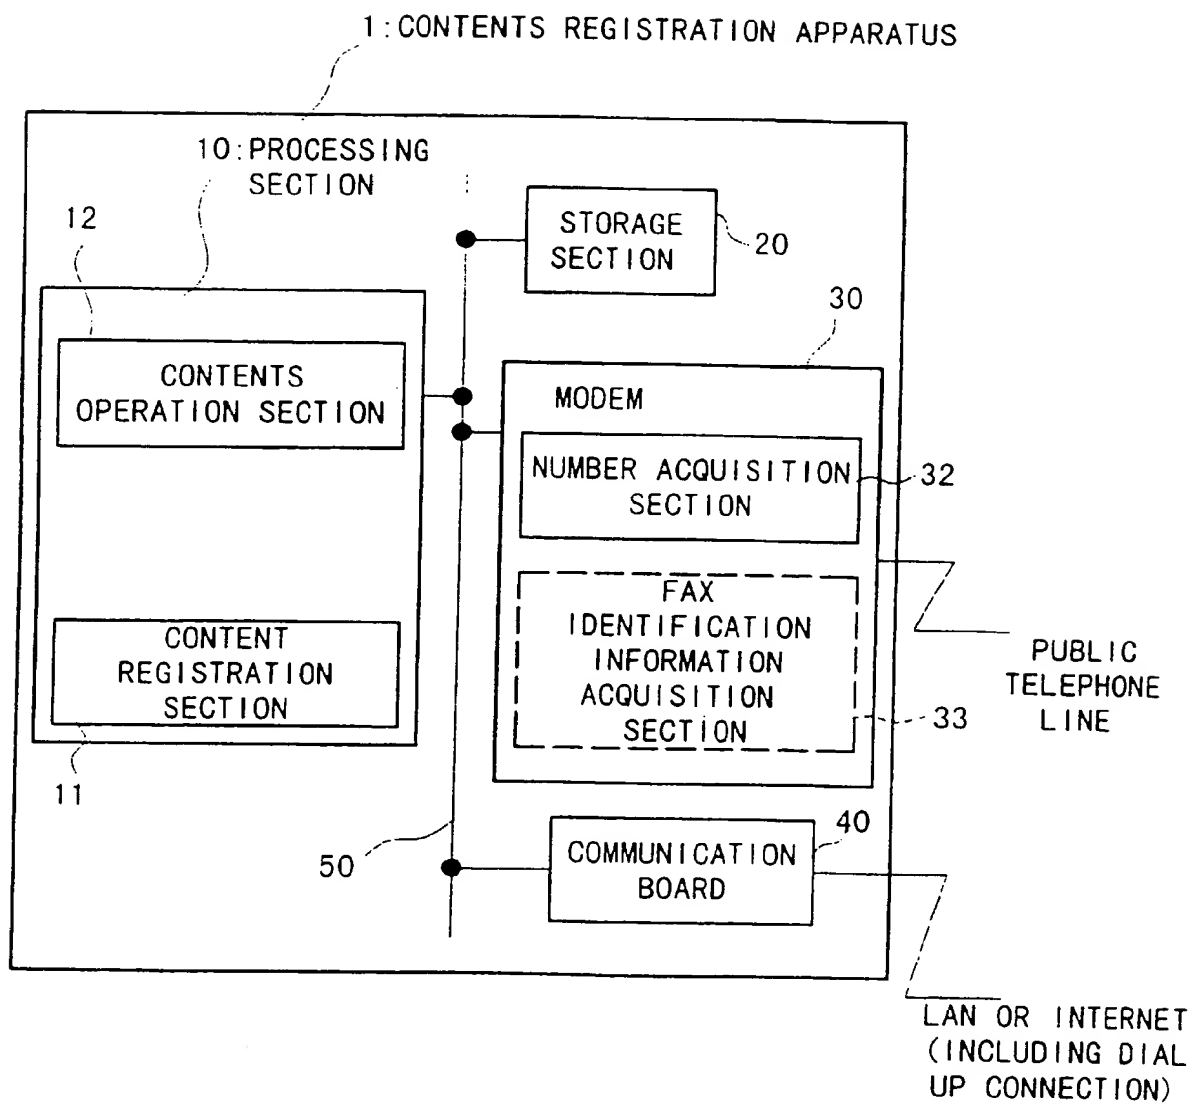 1:CONTENTS REGISTRATION APPARATUS
10:PROCESSING
SECTION
12
STORAGE
SECTION
20
30
CONTENTS
OPERATION SECTION
MODEM
NUMBER ACQUISITION
SECTION
32
FAX
IDENTIFICATION
INFORMATION
ACQUISITION
SECTION
33
CONTENT
REGISTRATION
SECTION
11
PUBLIC
TELEPHONE
LINE
50
40
COMMUNICATION
BOARD
LAN OR INTERNET
(INCLUDING DIAL
UP CONNECTION)